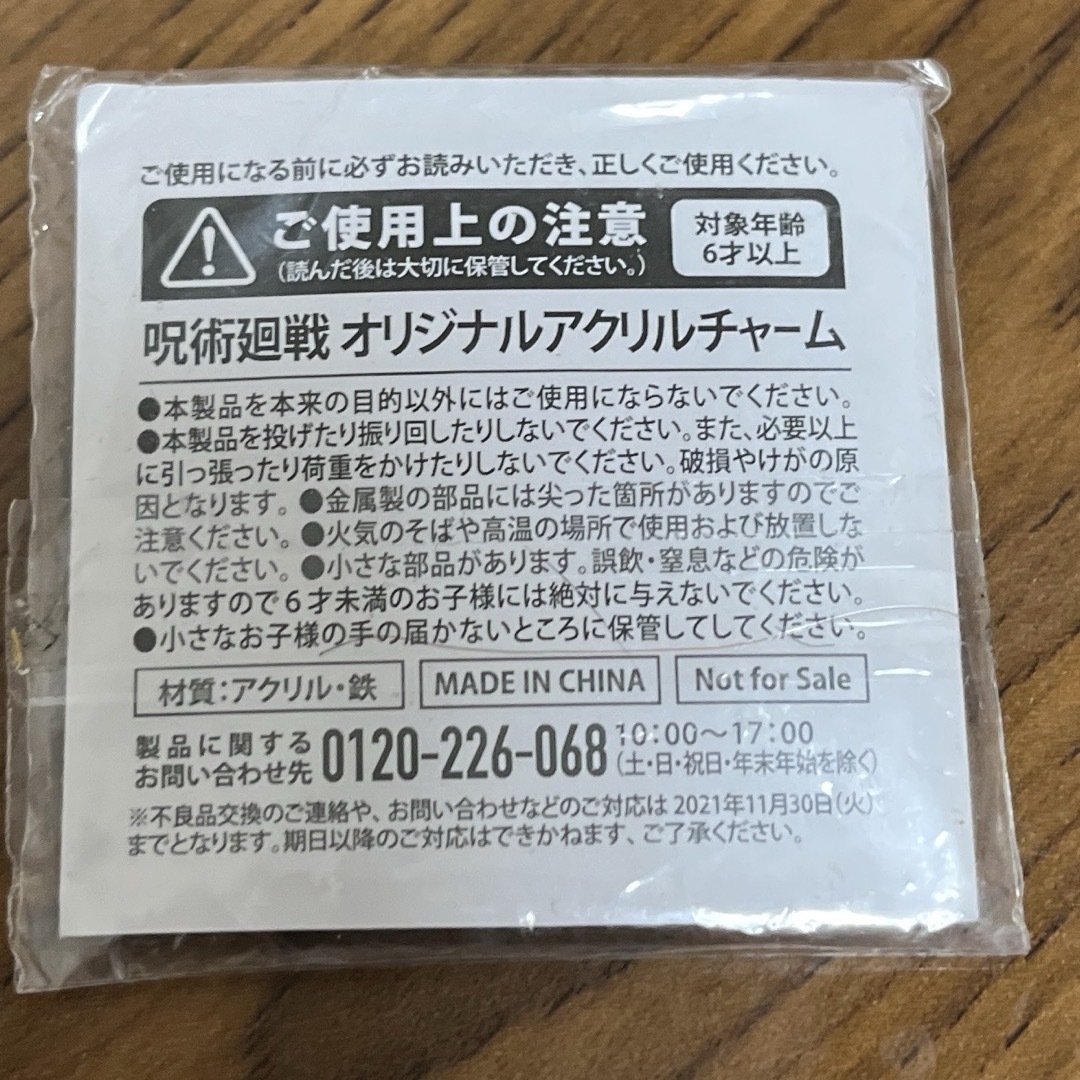 ご使用になる前に必ずお読みいただき、正しくご使用ください。
ご使用上の注意
(読んだ後は大切に保管してください。)
対象年齢
6才以上
呪術廻戦 オリジナルアクリルチャーム
●本製品を本来の目的以外にはご使用にならないでください。
●本製品を投げたり振り回したりしないでください。また、必要以上
に引っ張ったり荷重をかけたりしないでください。破損やけがの原
因となります。●金属製の部品には尖った箇所がありますのでご
注意ください。●火気のそばや高温の場所で使用および放置しな
いでください。●小さな部品があります。誤飲・窒息などの危険が
ありますので6才未満のお子様には絶対に与えないでください。
●小さなお子様の手の届かないところに保管してしてください。
材質:アクリル・鉄
MADE IN CHINA
Not for Sale
製品に関する
お問い合わせ先
0120-226-068
10:00〜17:00
(土・日・祝日・年末年始を除く)
※不良品交換のご連絡や、お問い合わせなどのご対応は 2021年11月30日(火)
までとなります。期日以降のご対応はできかねます、ご了承ください。